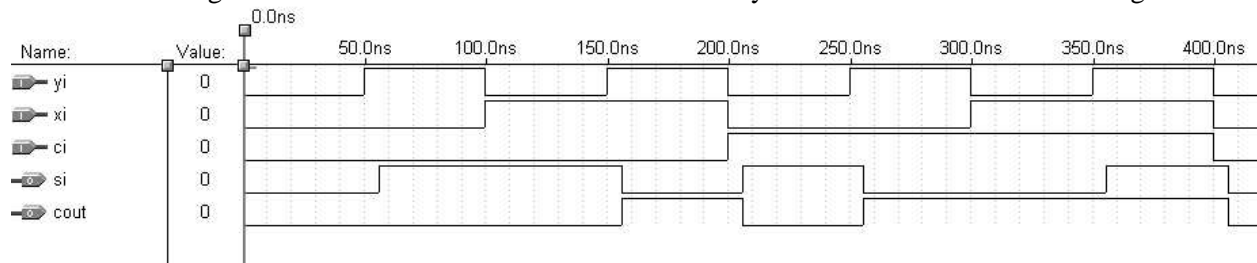 0.0ns
Name: Value: 50.0ns 100.0ns 150.0ns 200.0ns 250.0ns 300.0ns 350.0ns 400.0ns
I yi 0
I xi 0
I ci 0
O si 0
O cout 0